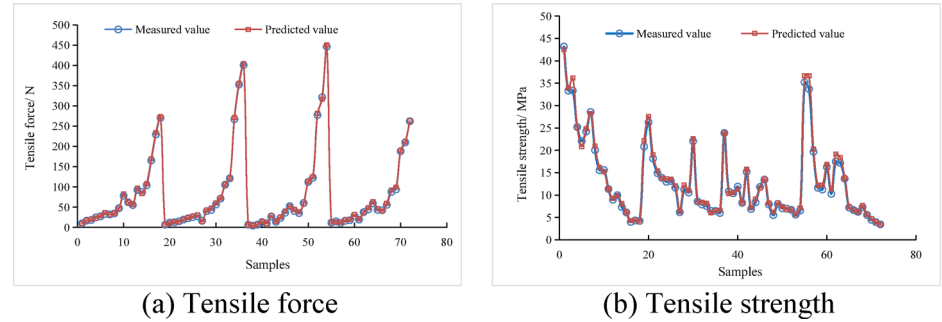 500
450
400
350
300
250
200
150
100
50
0
Tensile force/ N
Measured value
Predicted value
0 10 20 30 40 50 60 70 80
Samples
(a) Tensile force
50
45
40
35
30
25
20
15
10
5
0
Tensile strength/ MPa
Measured value
Predicted value
0 20 40 60 80
Samples
(b) Tensile strength